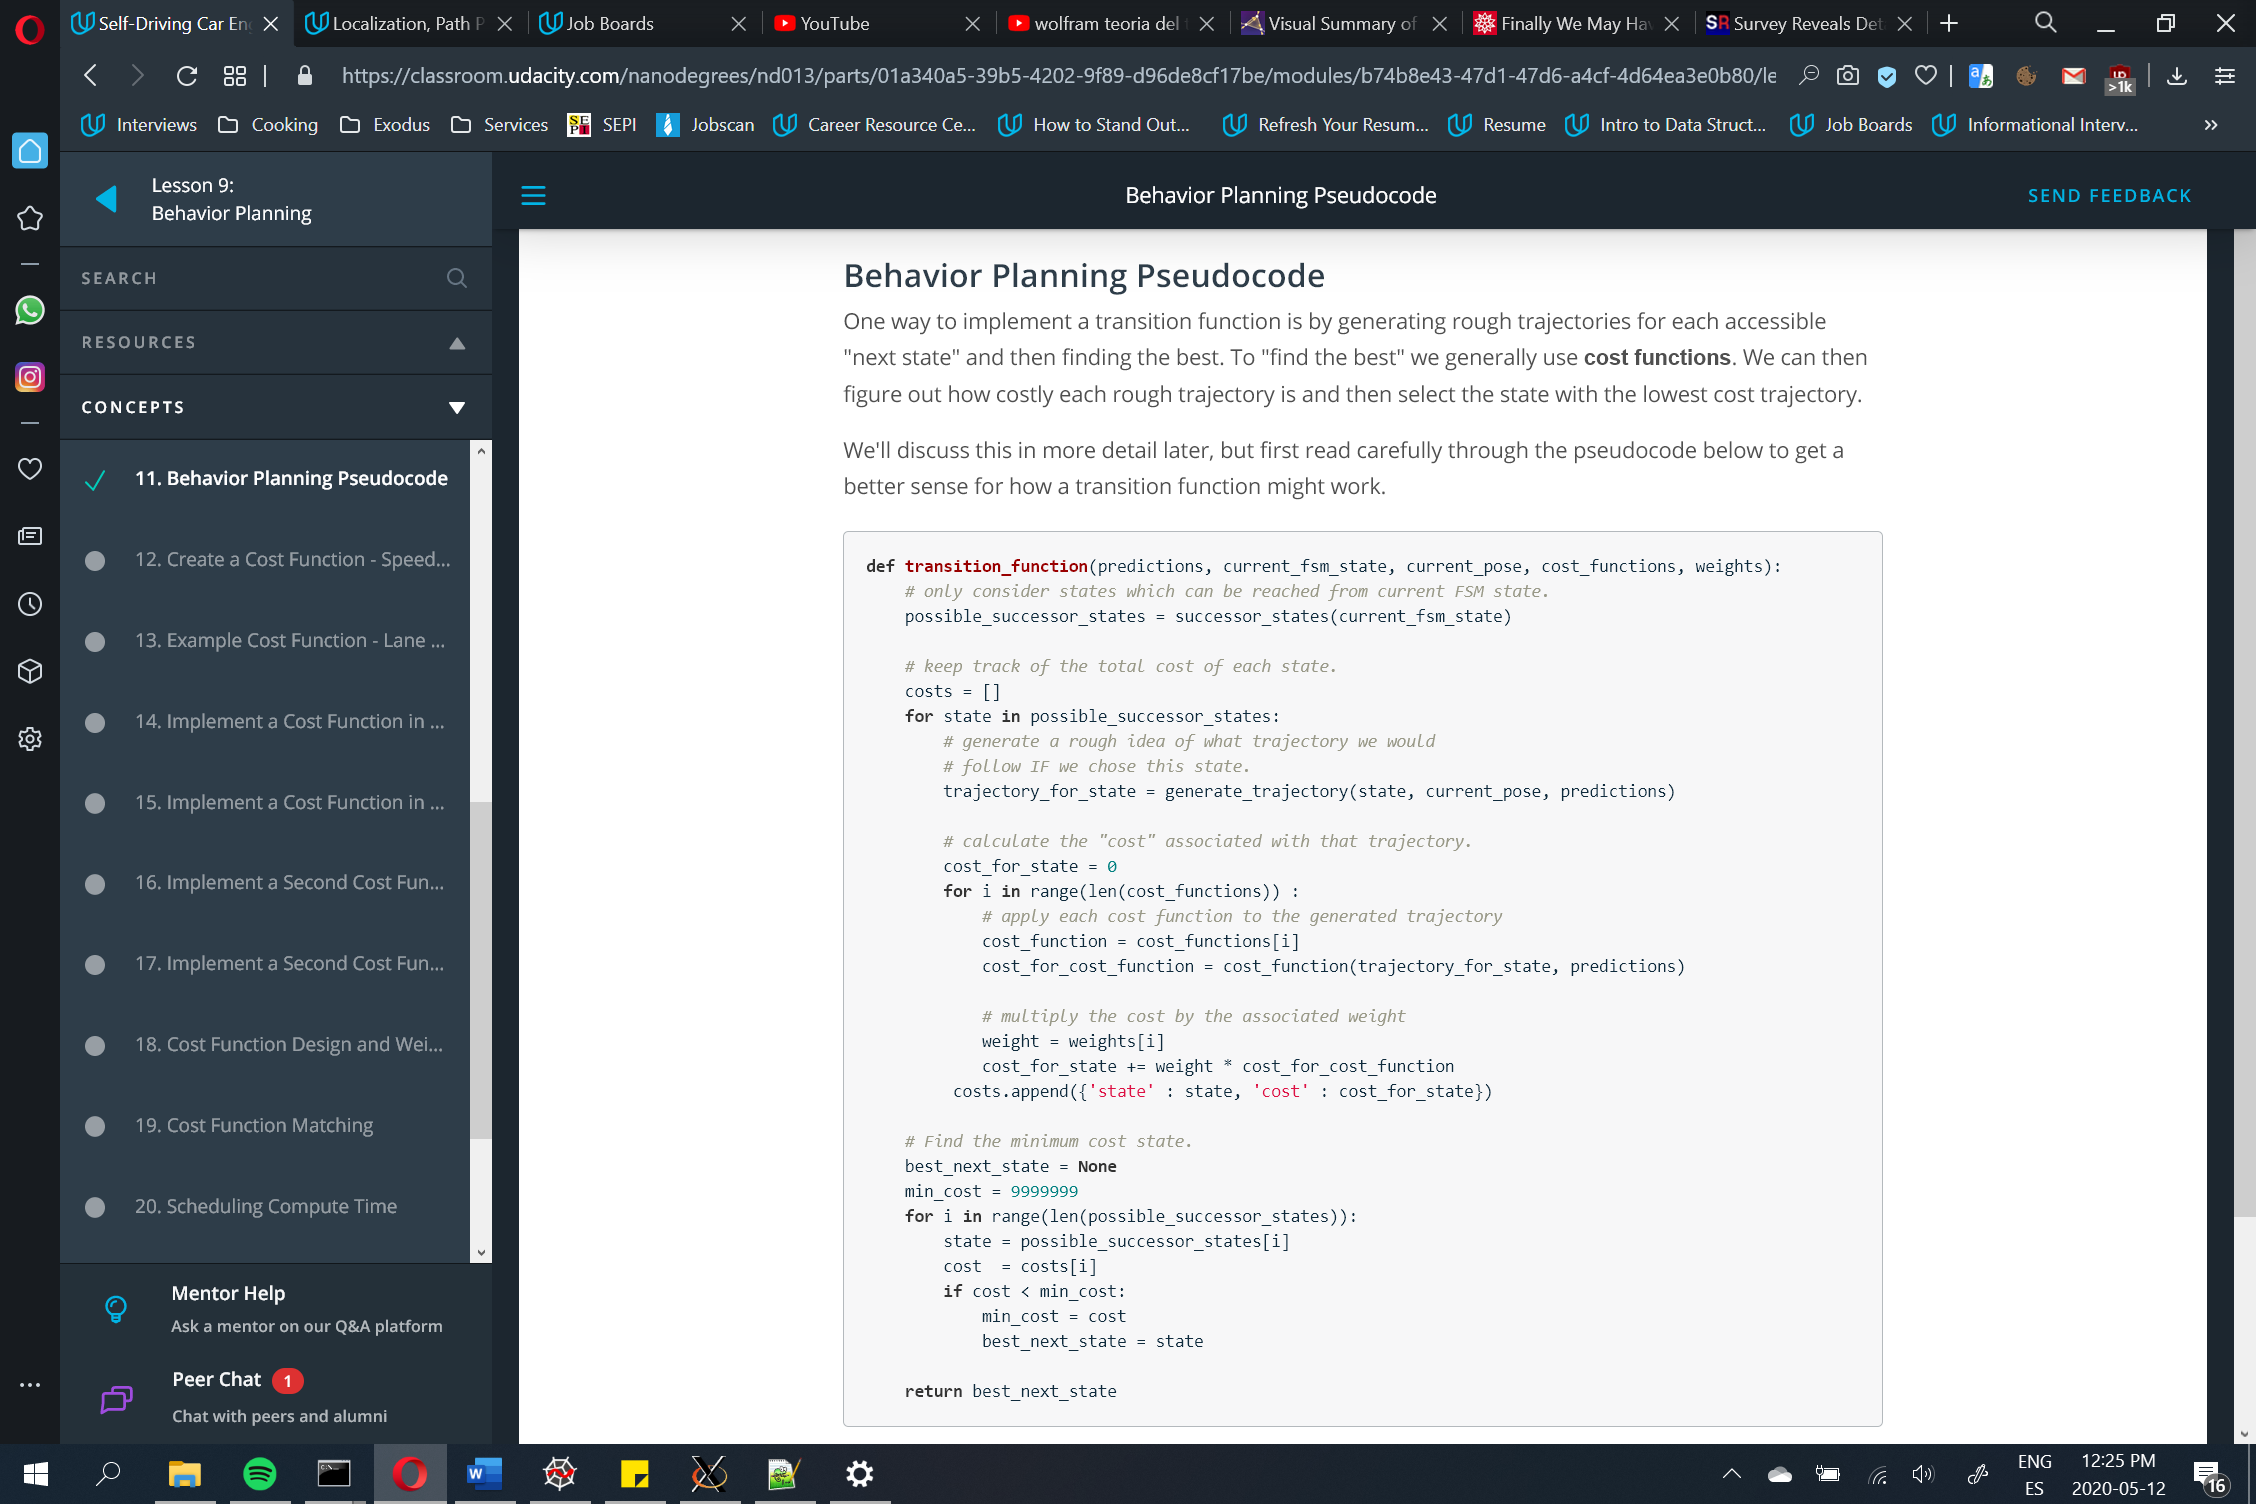 Self-Driving Car En
Localization, Path P
Job Boards
YouTube
wolfram teoria del
Visual Summary of
Finally We May Hav
SR Survey Reveals Det
https://classroom.udacity.com/nanodegrees/nd013/parts/01a340a5-39b5-4202-9f89-d96de8cf17be/modules/b74b8e43-47d1-47d6-a4cf-4d64ea3e0b80/le
>1k
Interviews
Cooking
Exodus
Services
SEPI
Jobscan
Career Resource Ce...
How to Stand Out...
Refresh Your Resum...
Resume
Intro to Data Struct...
Job Boards
Informational Interv...
»
Lesson 9:
Behavior Planning
SEARCH
RESOURCES
CONCEPTS
11. Behavior Planning Pseudocode
12. Create a Cost Function - Speed...
13. Example Cost Function - Lane ...
14. Implement a Cost Function in ...
15. Implement a Cost Function in ...
16. Implement a Second Cost Fun...
17. Implement a Second Cost Fun...
18. Cost Function Design and Wei...
19. Cost Function Matching
20. Scheduling Compute Time
Mentor Help
Ask a mentor on our Q&A platform
Peer Chat 1
Chat with peers and alumni
Behavior Planning Pseudocode
SEND FEEDBACK
Behavior Planning Pseudocode
One way to implement a transition function is by generating rough trajectories for each accessible
"next state" and then finding the best. To "find the best" we generally use cost functions. We can then
figure out how costly each rough trajectory is and then select the state with the lowest cost trajectory.
We'll discuss this in more detail later, but first read carefully through the pseudocode below to get a
better sense for how a transition function might work.
def transition_function(predictions, current_fsm_state, current_pose, cost_functions, weights):
    # only consider states which can be reached from current FSM state.
    possible_successor_states = successor_states(current_fsm_state)
    # keep track of the total cost of each state.
    costs = []
    for state in possible_successor_states:
        # generate a rough idea of what trajectory we would
        # follow IF we chose this state.
        trajectory_for_state = generate_trajectory(state, current_pose, predictions)
        # calculate the "cost" associated with that trajectory.
        cost_for_state = 0
        for i in range(len(cost_functions)) :
            # apply each cost function to the generated trajectory
            cost_function = cost_functions[i]
            cost_for_cost_function = cost_function(trajectory_for_state, predictions)
            # multiply the cost by the associated weight
            weight = weights[i]
            cost_for_state += weight * cost_for_cost_function
         costs.append({'state' : state, 'cost' : cost_for_state})
    # Find the minimum cost state.
    best_next_state = None
    min_cost = 9999999
    for i in range(len(possible_successor_states)):
        state = possible_successor_states[i]
        cost  = costs[i]
        if cost < min_cost:
            min_cost = cost
            best_next_state = state
    return best_next_state
ENG
ES
12:25 PM
2020-05-12
16